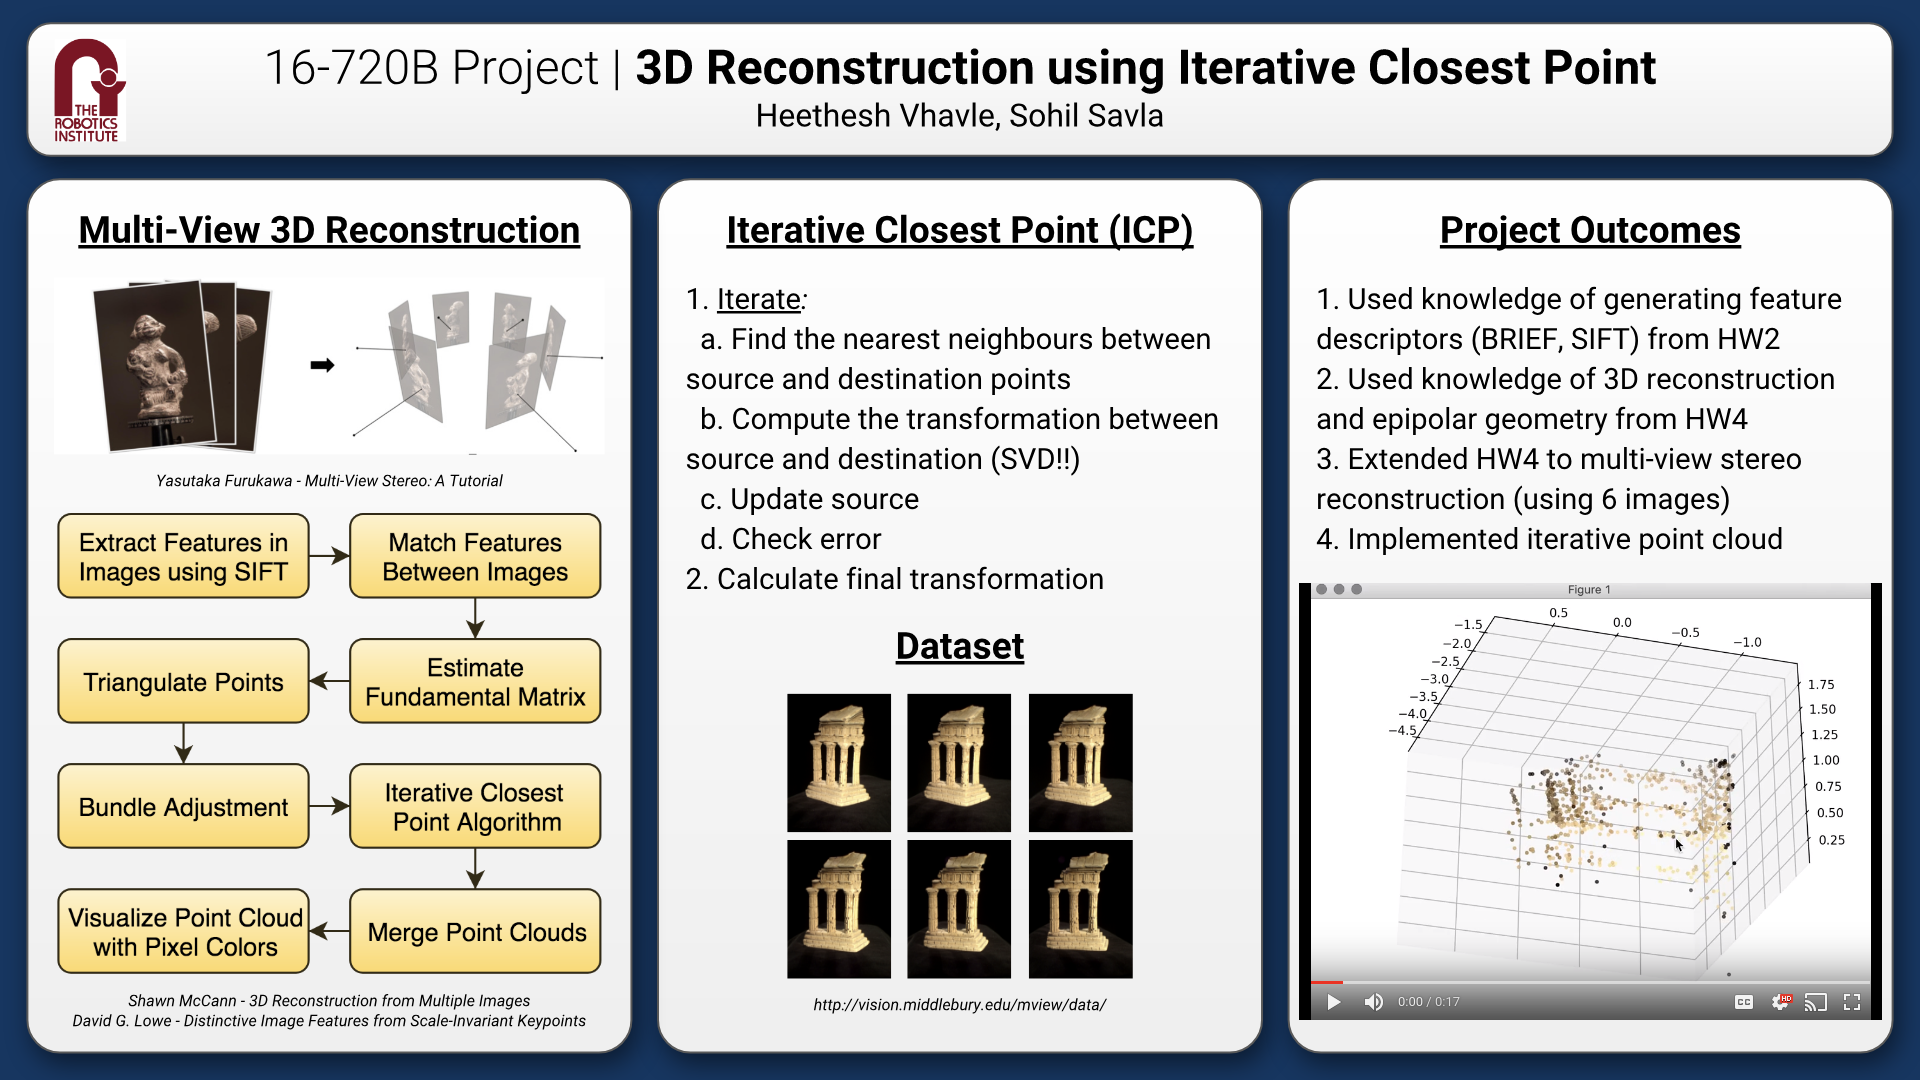 THE
ROBOTICS
INSTITUTE
16-720B Project | 3D Reconstruction using Iterative Closest Point
Heethesh Vhavle, Sohil Savla
Multi-View 3D Reconstruction
Yasutaka Furukawa - Multi-View Stereo: A Tutorial
Extract Features in
Images using SIFT
Match Features
Between Images
Estimate
Fundamental Matrix
Triangulate Points
Bundle Adjustment
Iterative Closest
Point Algorithm
Merge Point Clouds
Visualize Point Cloud
with Pixel Colors
Shawn McCann - 3D Reconstruction from Multiple Images
David G. Lowe - Distinctive Image Features from Scale-Invariant Keypoints
Iterative Closest Point (ICP)
1. Iterate:
a. Find the nearest neighbours between
source and destination points
b. Compute the transformation between
source and destination (SVD!!)
c. Update source
d. Check error
2. Calculate final transformation
Dataset
http://vision.middlebury.edu/mview/data/
Project Outcomes
1. Used knowledge of generating feature
descriptors (BRIEF, SIFT) from HW2
2. Used knowledge of 3D reconstruction
and epipolar geometry from HW4
3. Extended HW4 to multi-view stereo
reconstruction (using 6 images)
4. Implemented iterative point cloud
Figure 1
0.5
0.0
−0.5
−1.0
−1.5
−2.0
−2.5
−3.0
−3.5
−4.0
−4.5
1.75
1.50
1.25
1.00
0.75
0.50
0.25
0:00 / 0:17
CC
HD